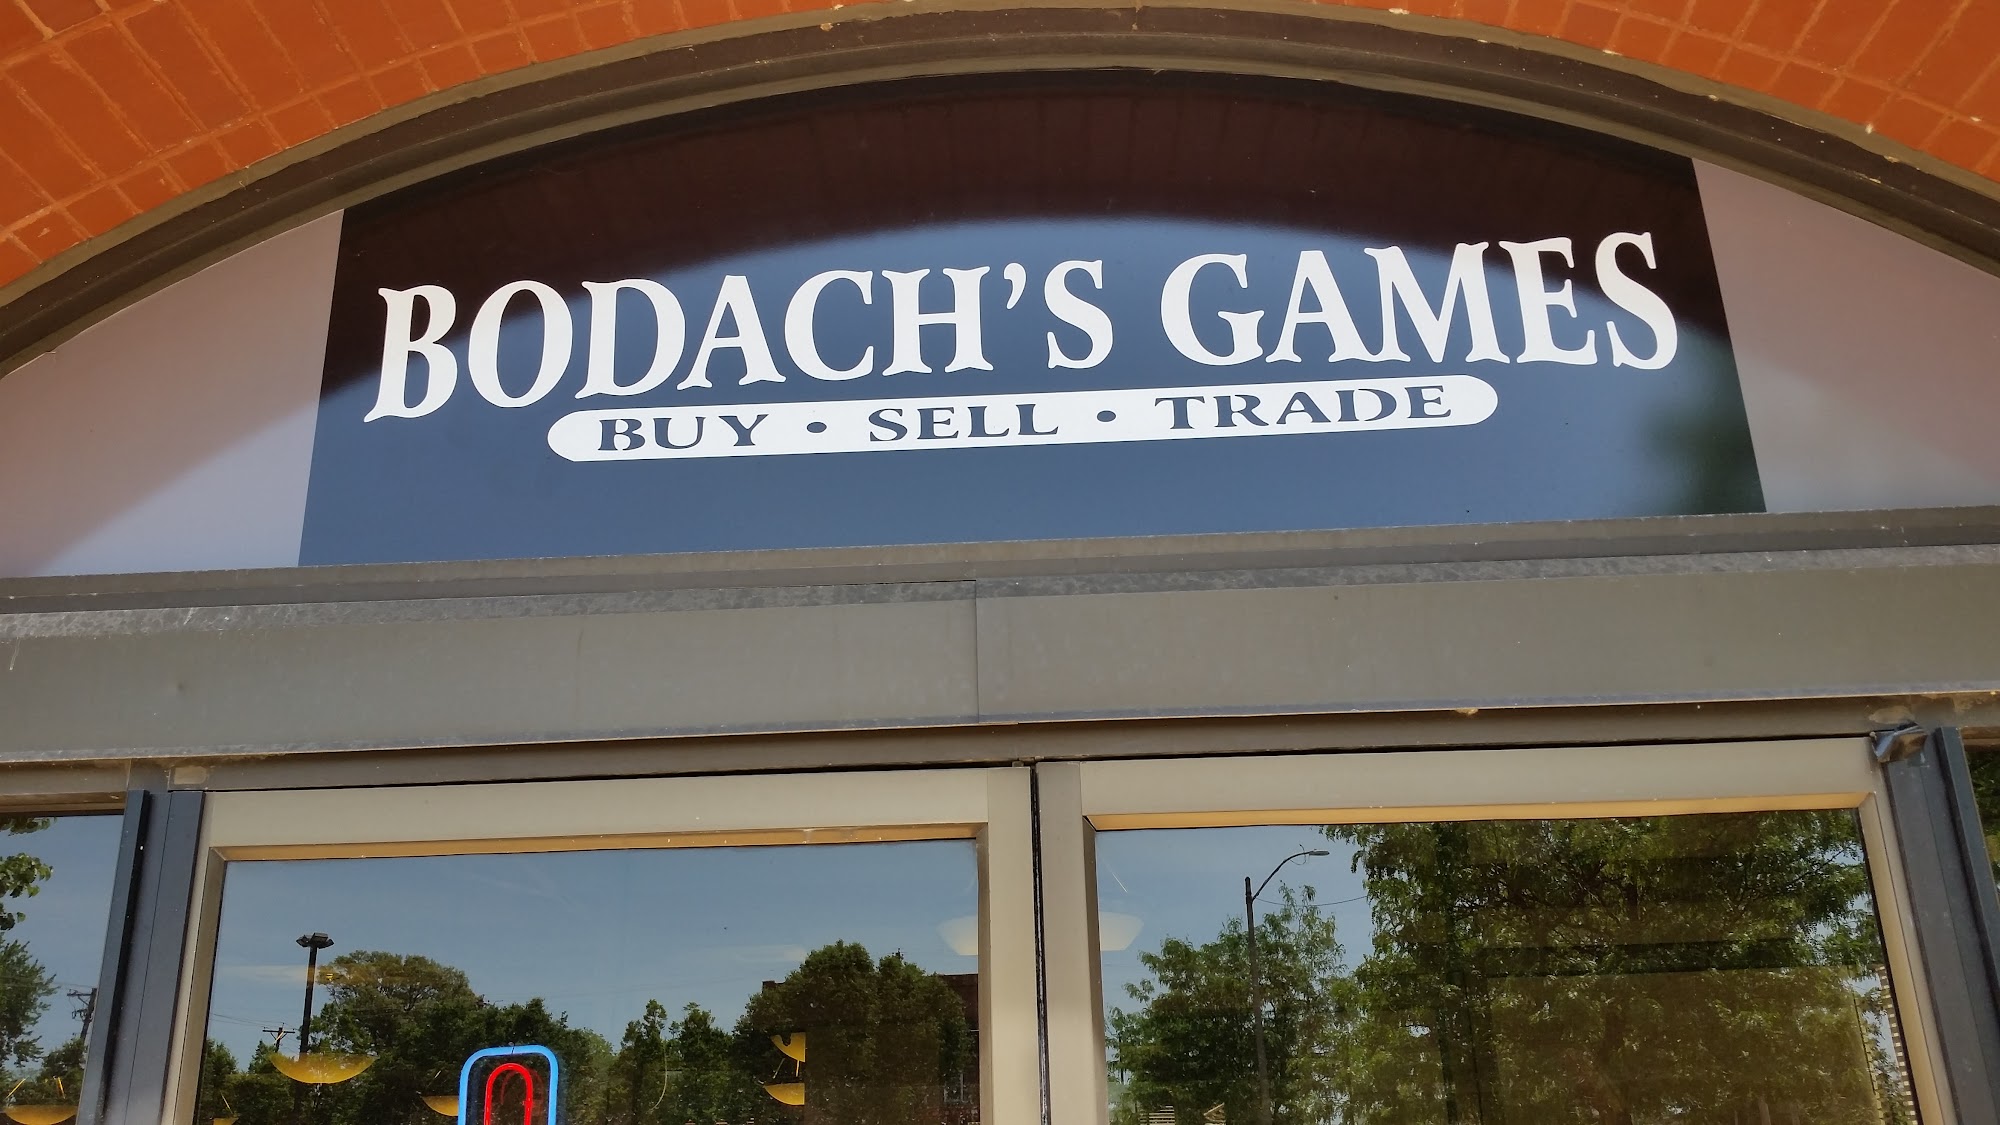 BODACH'S GAMES
BUY • SELL • TRADE